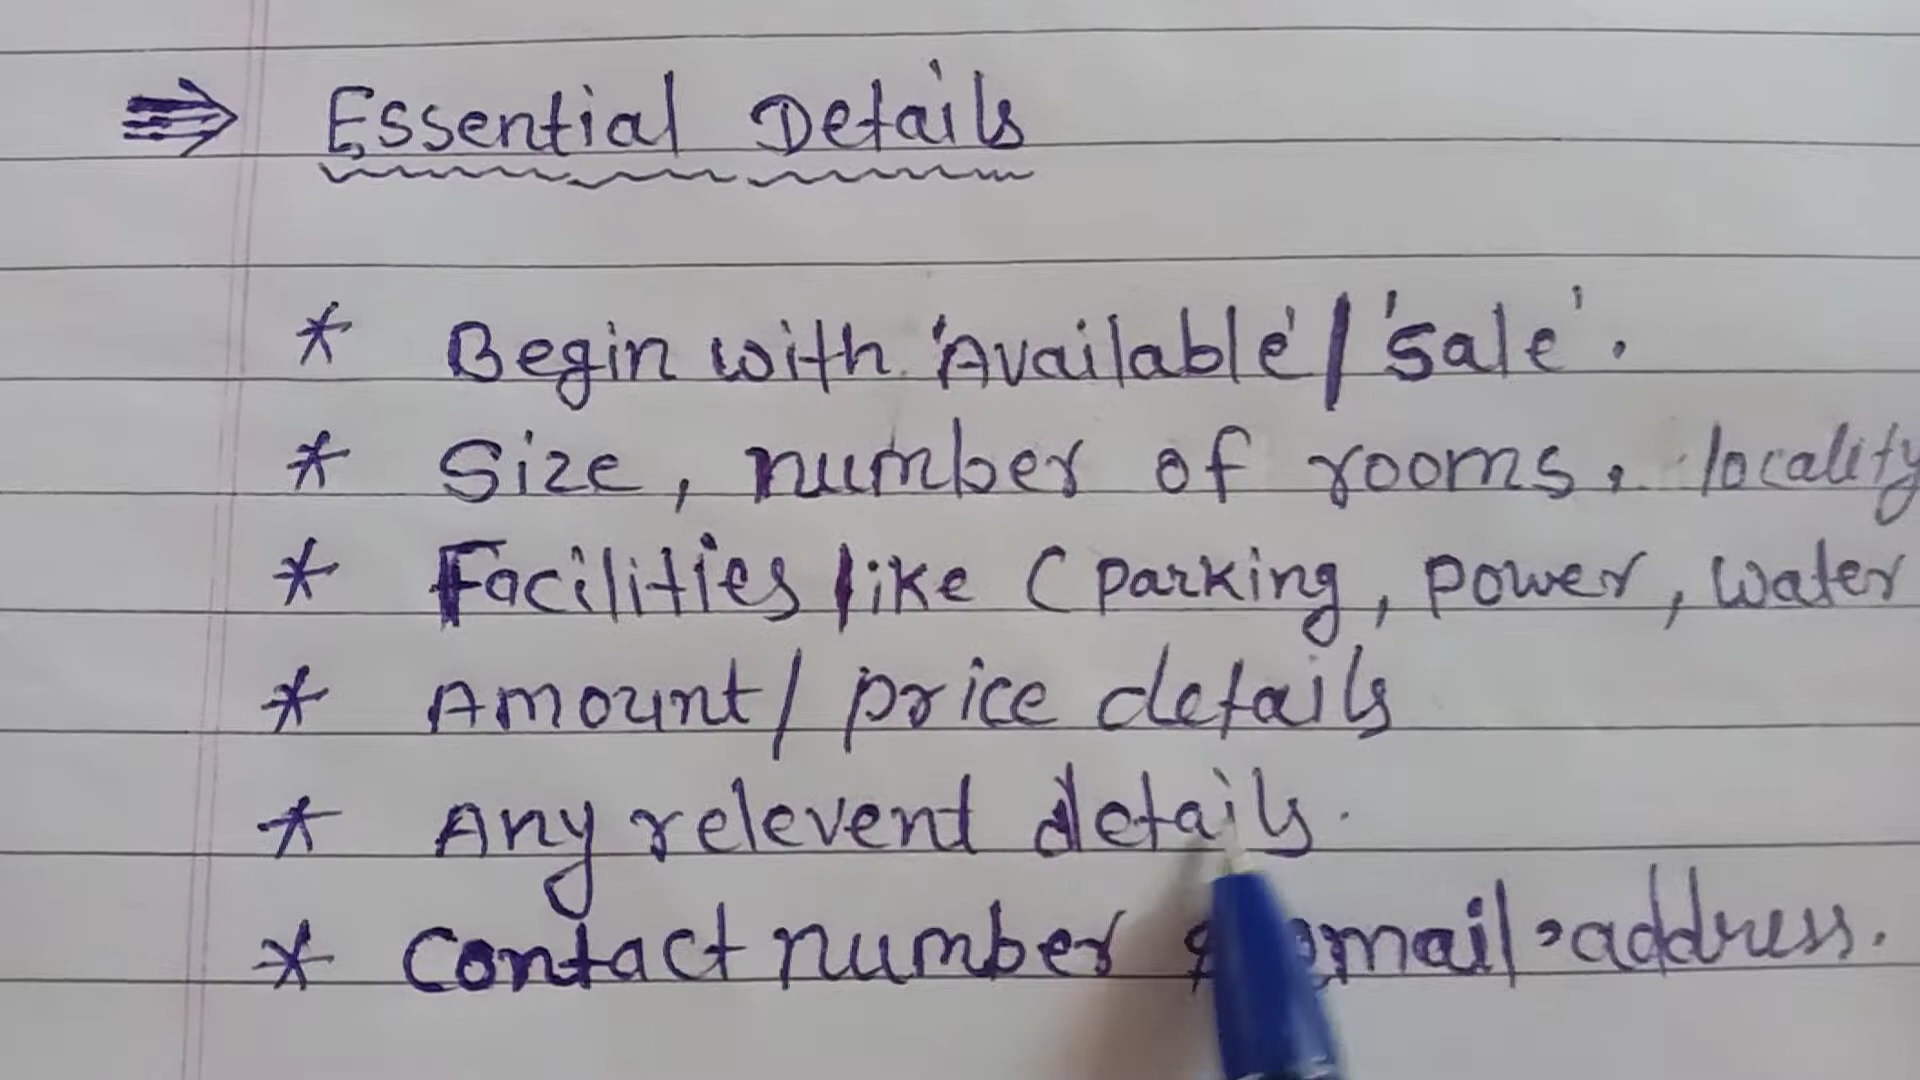 Essential Details
* Begin with 'Available' / 'Sale'.
* Size, number of rooms, locality
* Facilities like ( parking, power, water
* Amount / price details
* Any relevent details.
* Contact number & email, address.